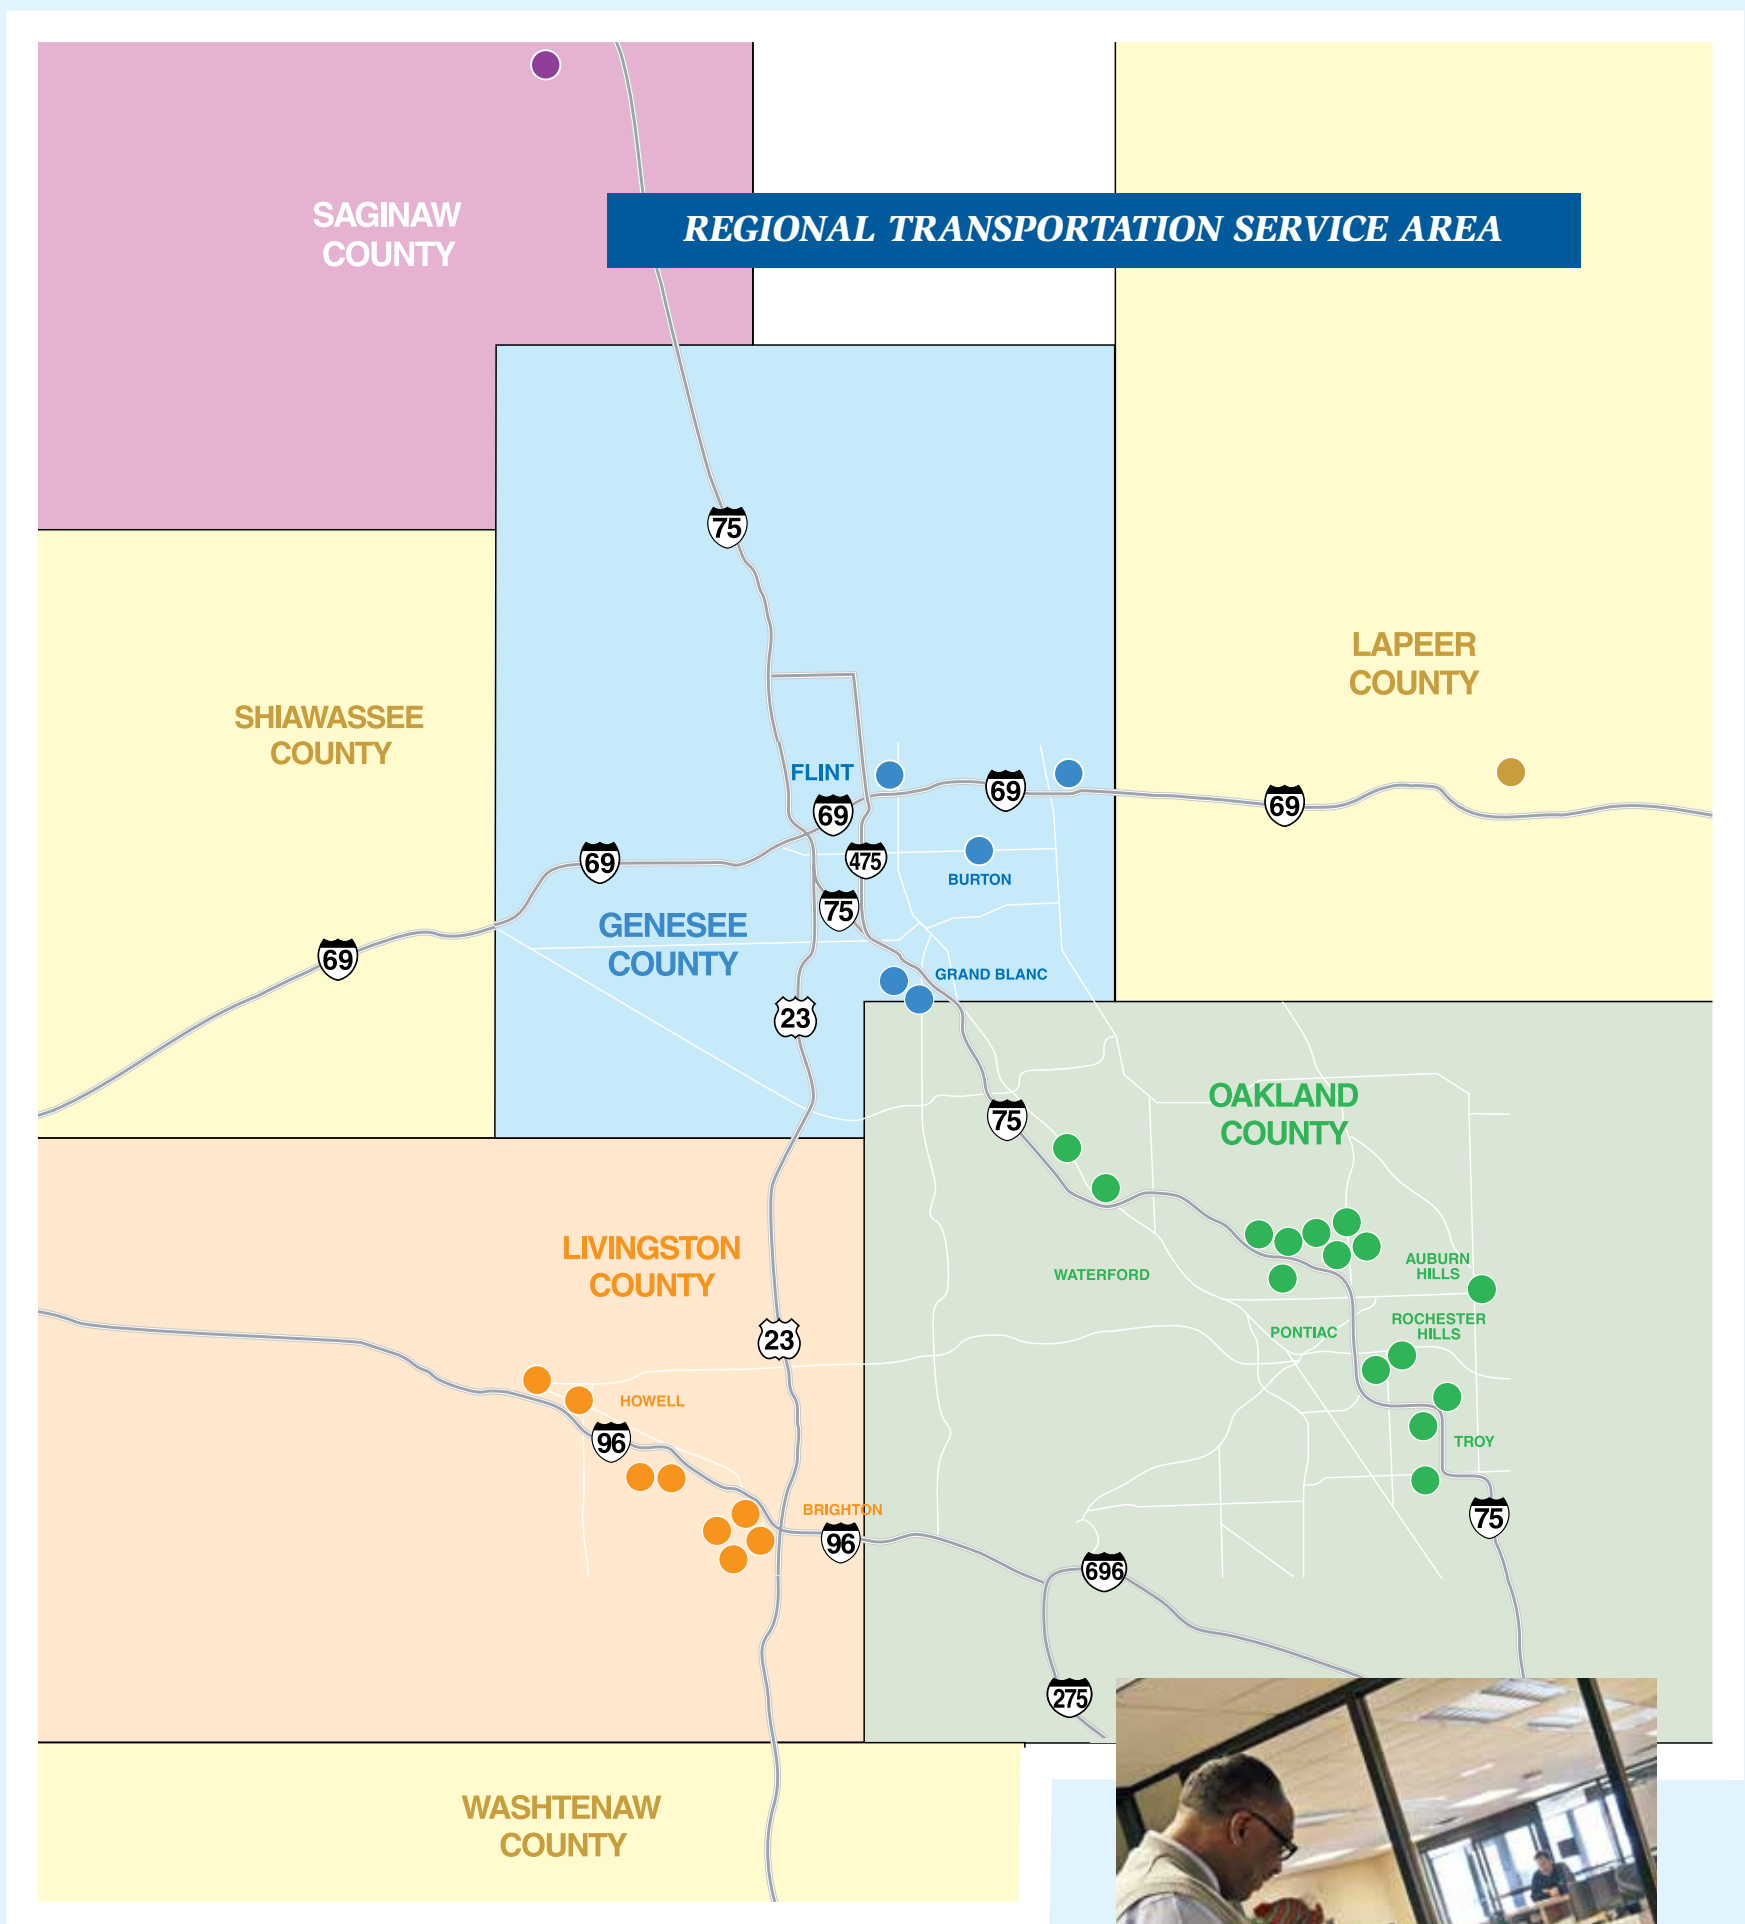 SAGINAW
COUNTY
REGIONAL TRANSPORTATION SERVICE AREA
75
LAPEER
COUNTY
SHIAWASSEE
COUNTY
FLINT
69
69
69
69
475
BURTON
75
GENESEE
COUNTY
69
GRAND BLANC
23
OAKLAND
COUNTY
75
LIVINGSTON
COUNTY
WATERFORD
AUBURN
HILLS
ROCHESTER
HILLS
PONTIAC
23
HOWELL
96
TROY
BRIGHTON
75
96
696
275
WASHTENAW
COUNTY